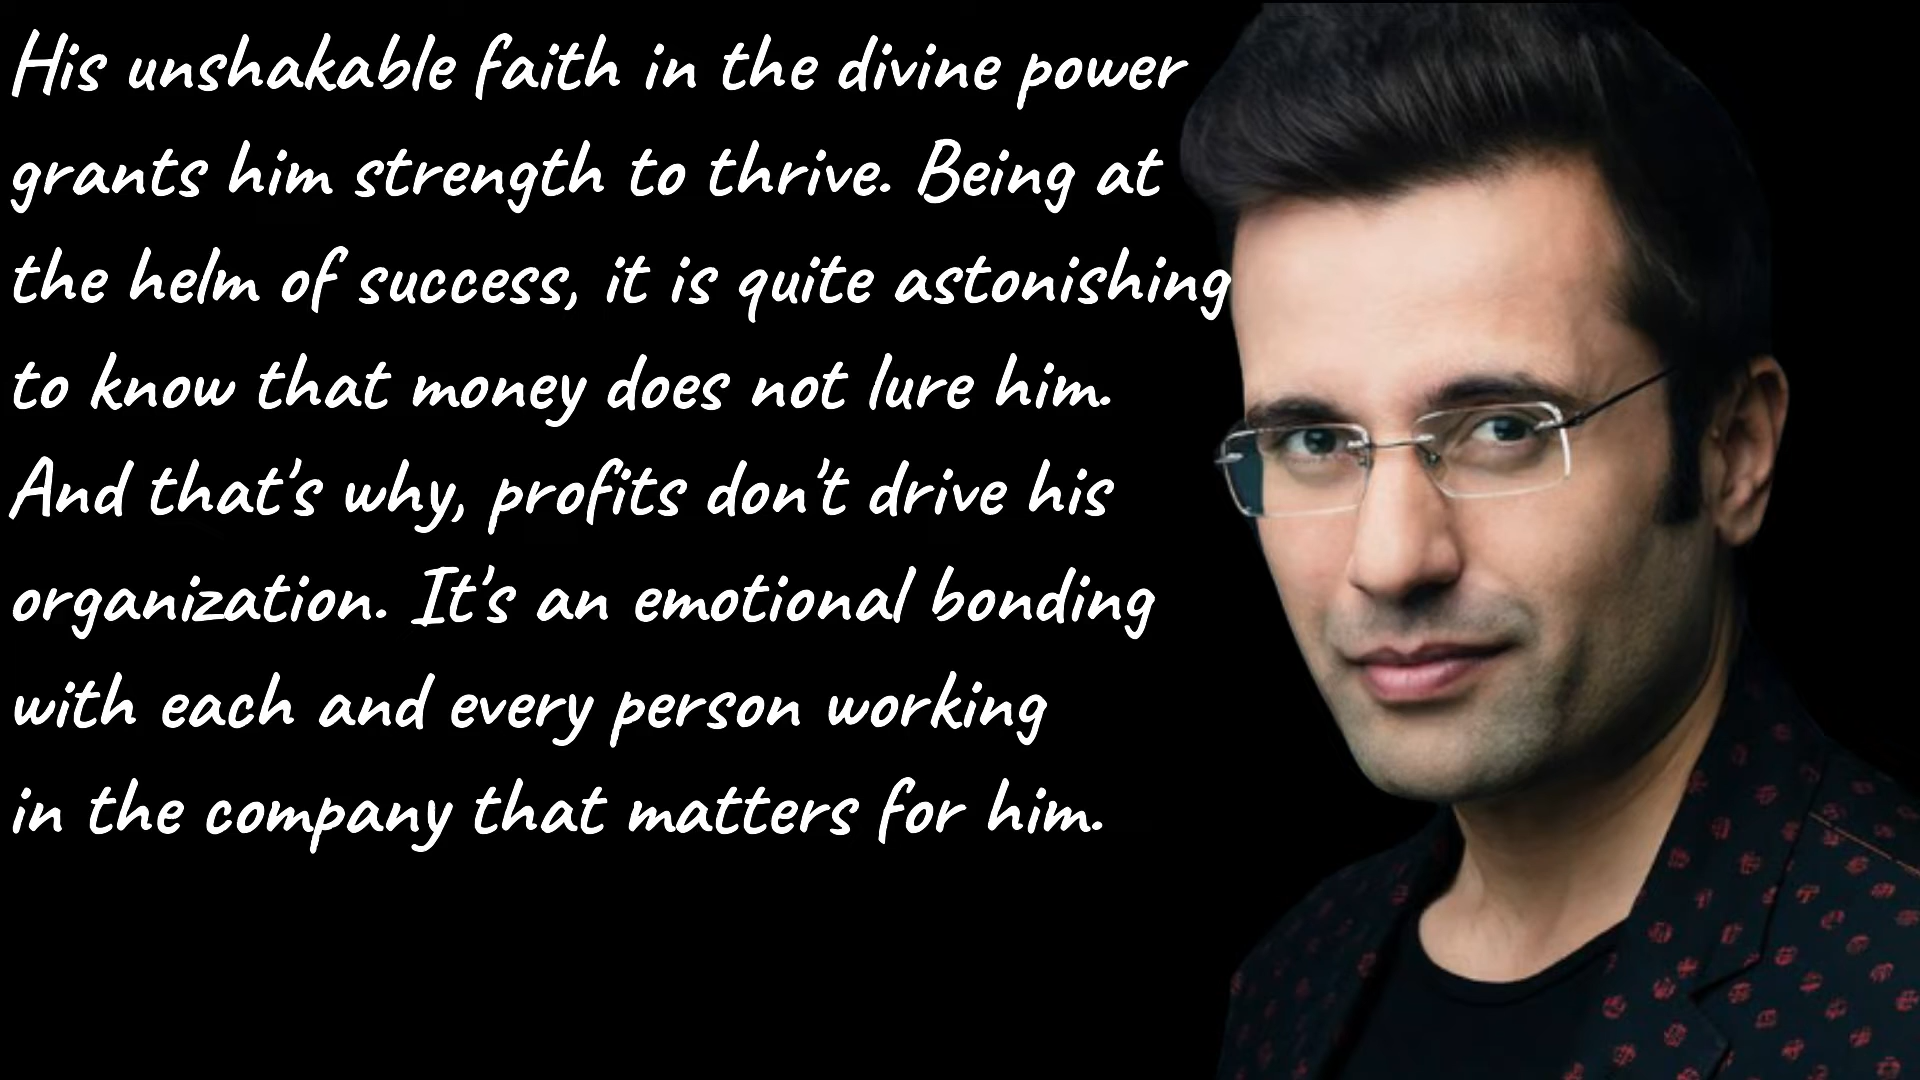 His unshakable faith in the divine power
grants him strength to thrive. Being at
the helm of success, it is quite astonishing
to know that money does not lure him.
And that's why, profits don't drive his
organization. It's an emotional bonding
with each and every person working
in the company that matters for him.